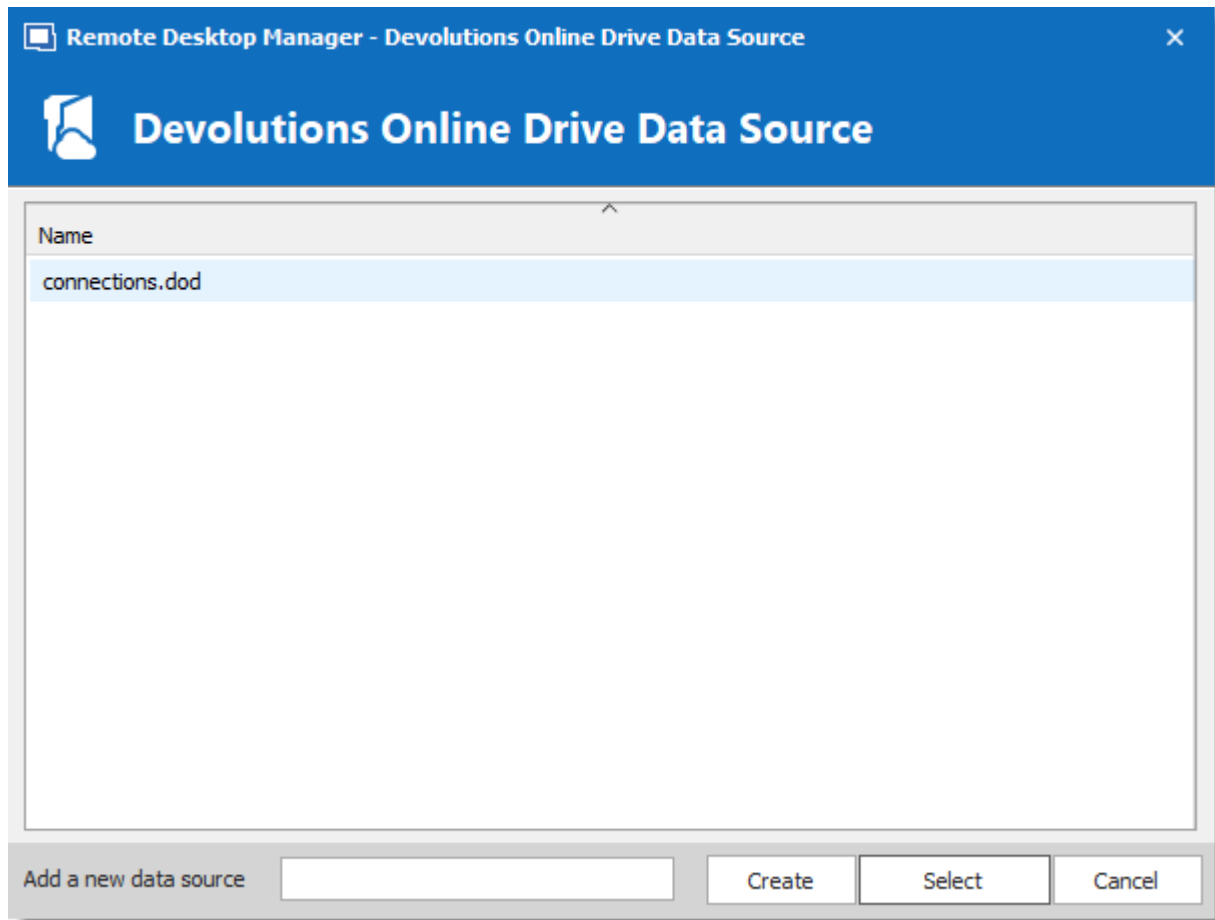 Remote Desktop Manager - Devolutions Online Drive Data Source
Devolutions Online Drive Data Source
Name
connections.dod
Add a new data source Create Select Cancel